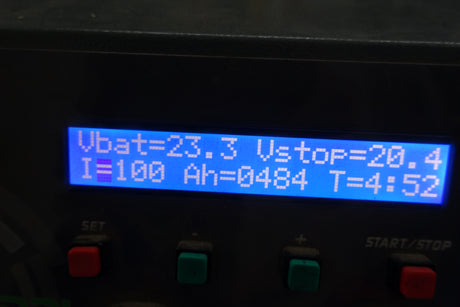 Vbat=23.3 Vstop=20.4
I=100 Ah=0484 T=4:52
SET - + START/STOP